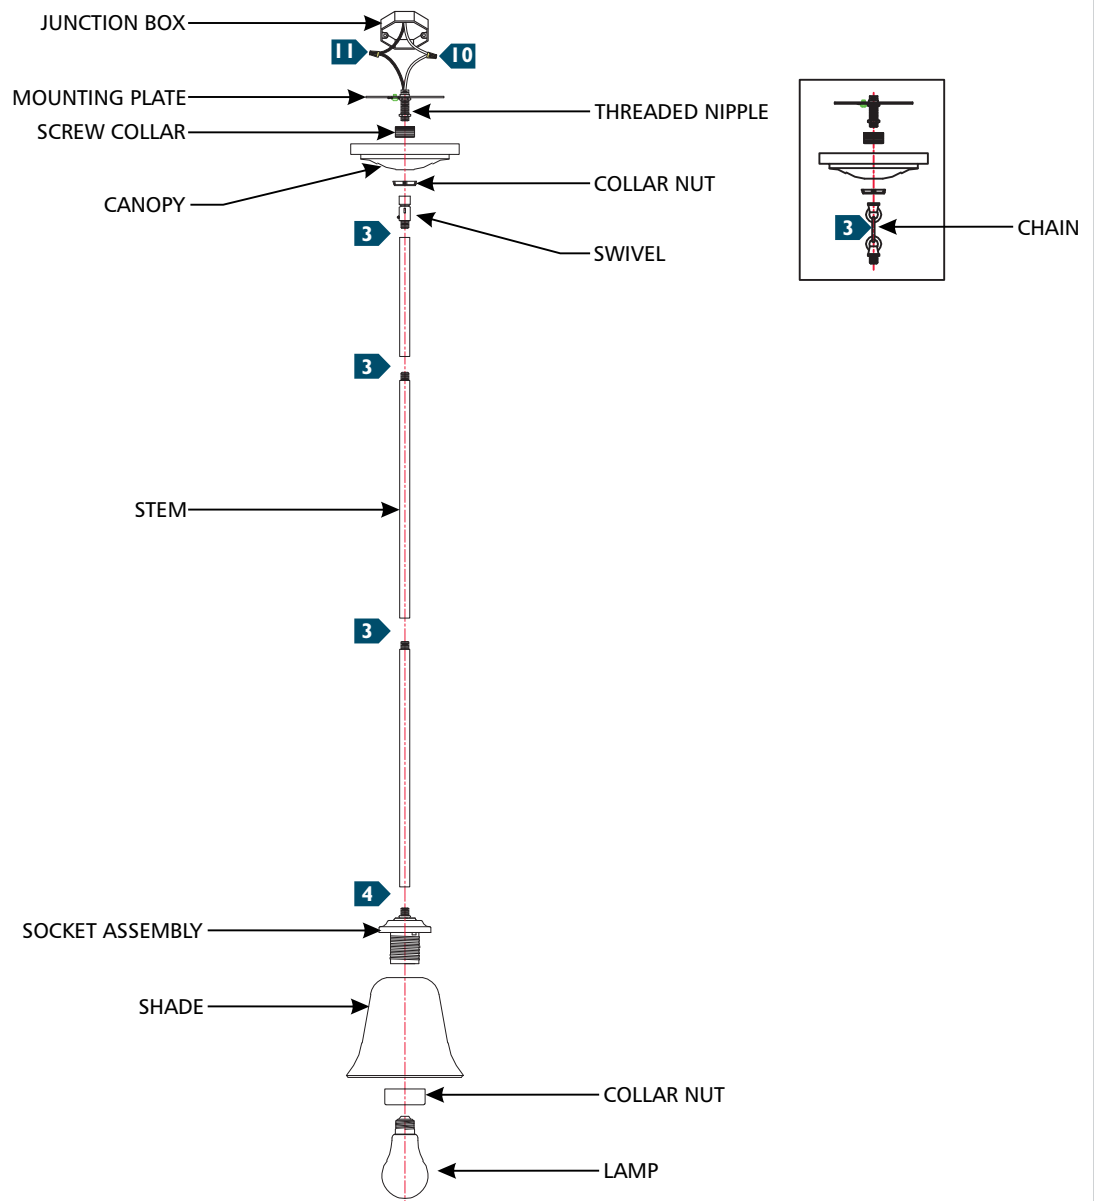 JUNCTION BOX
11
10
MOUNTING PLATE
THREADED NIPPLE
SCREW COLLAR
CANOPY
COLLAR NUT
3
SWIVEL
3
CHAIN
3
STEM
3
4
SOCKET ASSEMBLY
SHADE
COLLAR NUT
LAMP